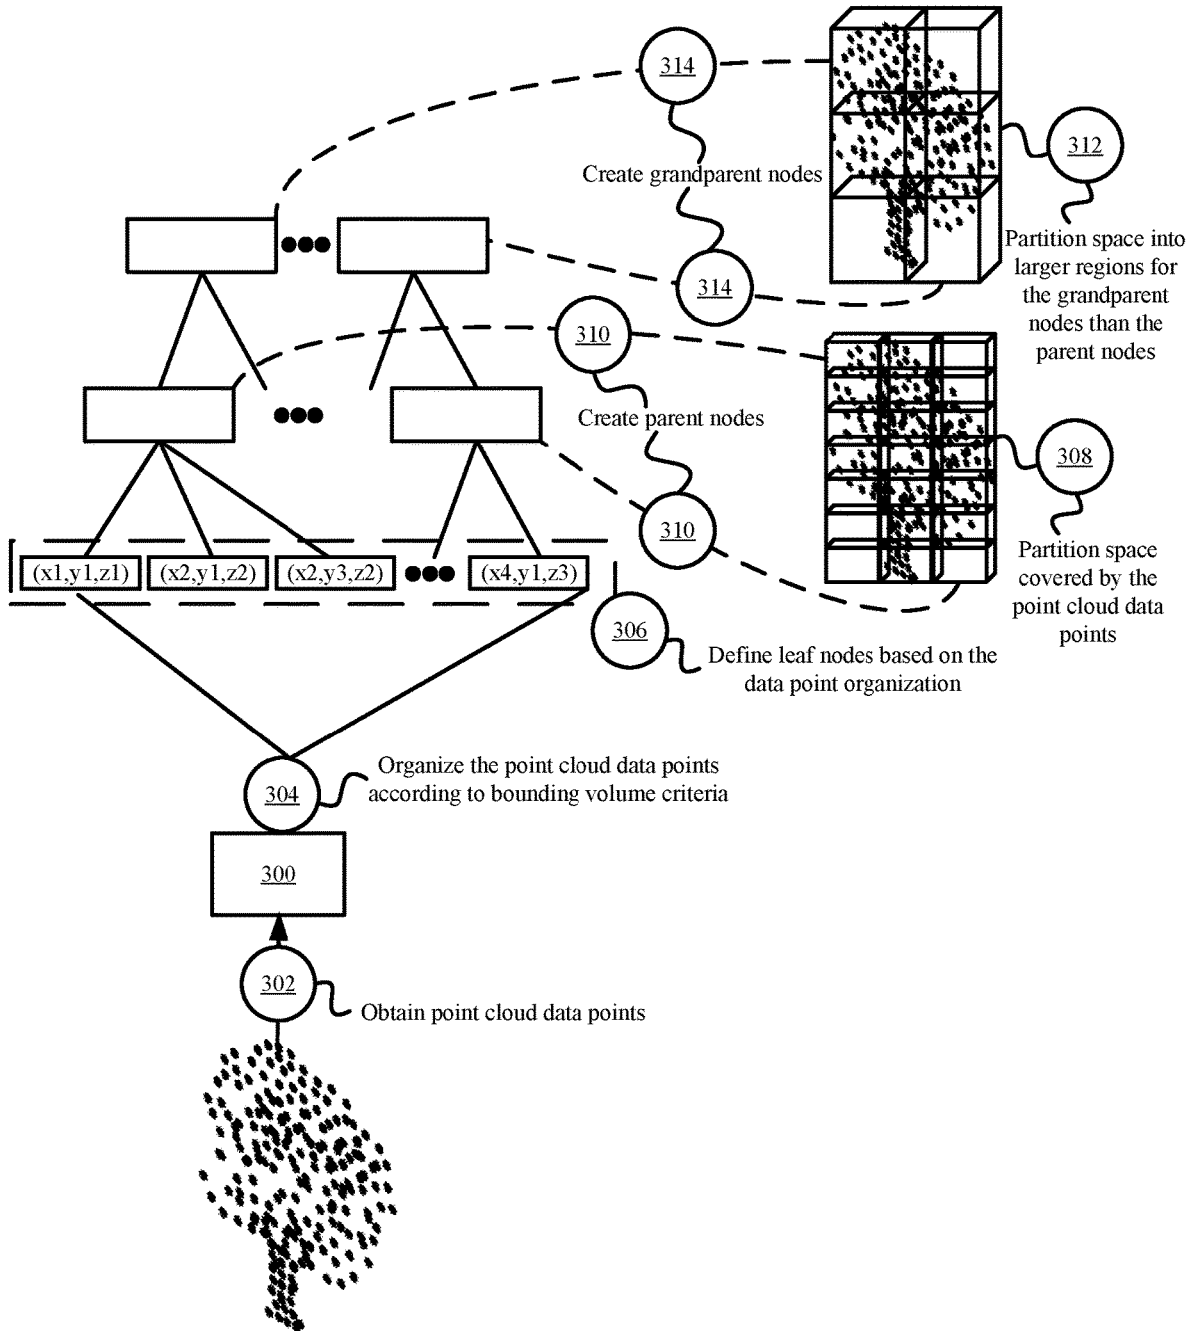 314
312
Create grandparent nodes
Partition space into
larger regions for
the grandparent
nodes than the
parent nodes
314
310
Create parent nodes
308
310
Partition space
covered by the
point cloud data
points
(x1,y1,z1)
(x2,y1,z2)
(x2,y3,z2)
(x4,y1,z3)
306
Define leaf nodes based on the
data point organization
304
Organize the point cloud data points
according to bounding volume criteria
300
302
Obtain point cloud data points